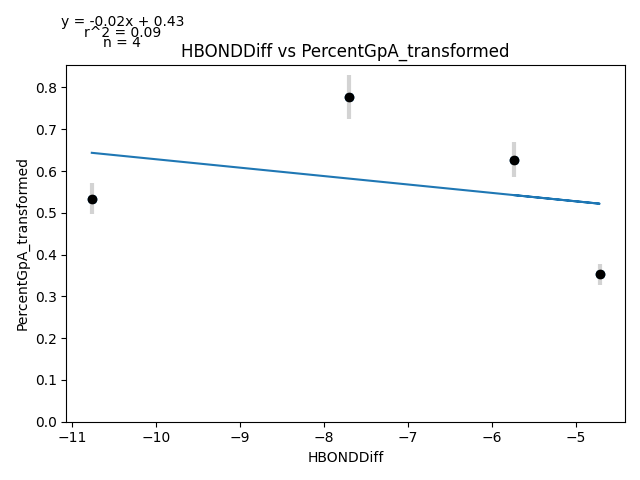 y = -0.02x + 0.43
r^2 = 0.09
n = 4
HBONDDiff vs PercentGpA_transformed
PercentGpA_transformed
0.8
0.7
0.6
0.5
0.4
0.3
0.2
0.1
0.0
−11 −10 −9 −8 −7 −6 −5
HBONDDiff